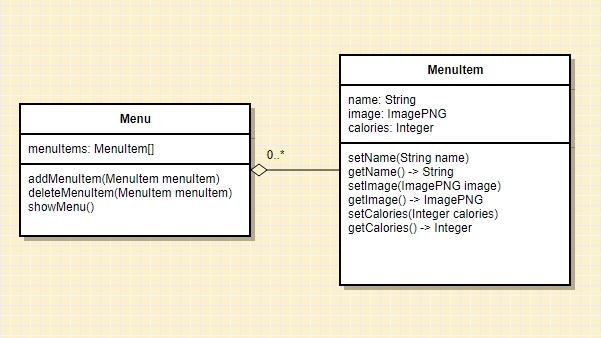 Menu
menuItems: MenuItem[]
addMenuItem(MenuItem menuItem)
deleteMenuItem(MenuItem menuItem)
showMenu()
0..*
MenuItem
name: String
image: ImagePNG
calories: Integer
setName(String name)
getName() -> String
setImage(ImagePNG image)
getImage() -> ImagePNG
setCalories(Integer calories)
getCalories() -> Integer